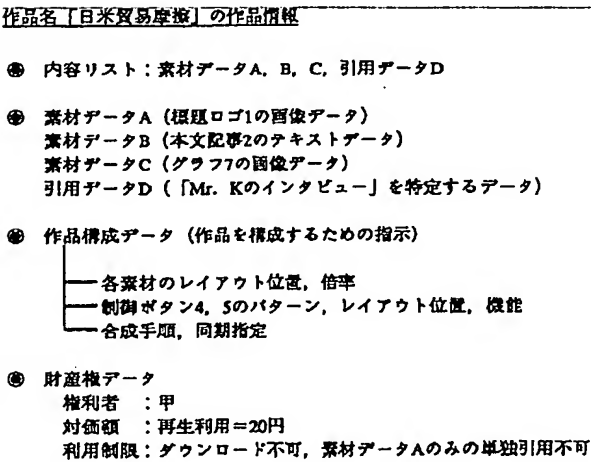 作品名「日米貿易摩擦」の作品情報
◉ 内容リスト：素材データA，B，C，引用データD
◉ 素材データA（標題ロゴ1の画像データ）
素材データB（本文記事2のテキストデータ）
素材データC（グラフ7の画像データ）
引用データD（「Mr. Kのインタビュー」を特定するデータ）
◉ 作品構成データ（作品を構成するための指示）
各素材のレイアウト位置，倍率
制御ボタン4，5のパターン，レイアウト位置，機能
合成手順，同期指定
◉ 財産権データ
権利者　：甲
対価額　：再生利用＝20円
利用制限：ダウンロード不可，素材データAのみの単独引用不可